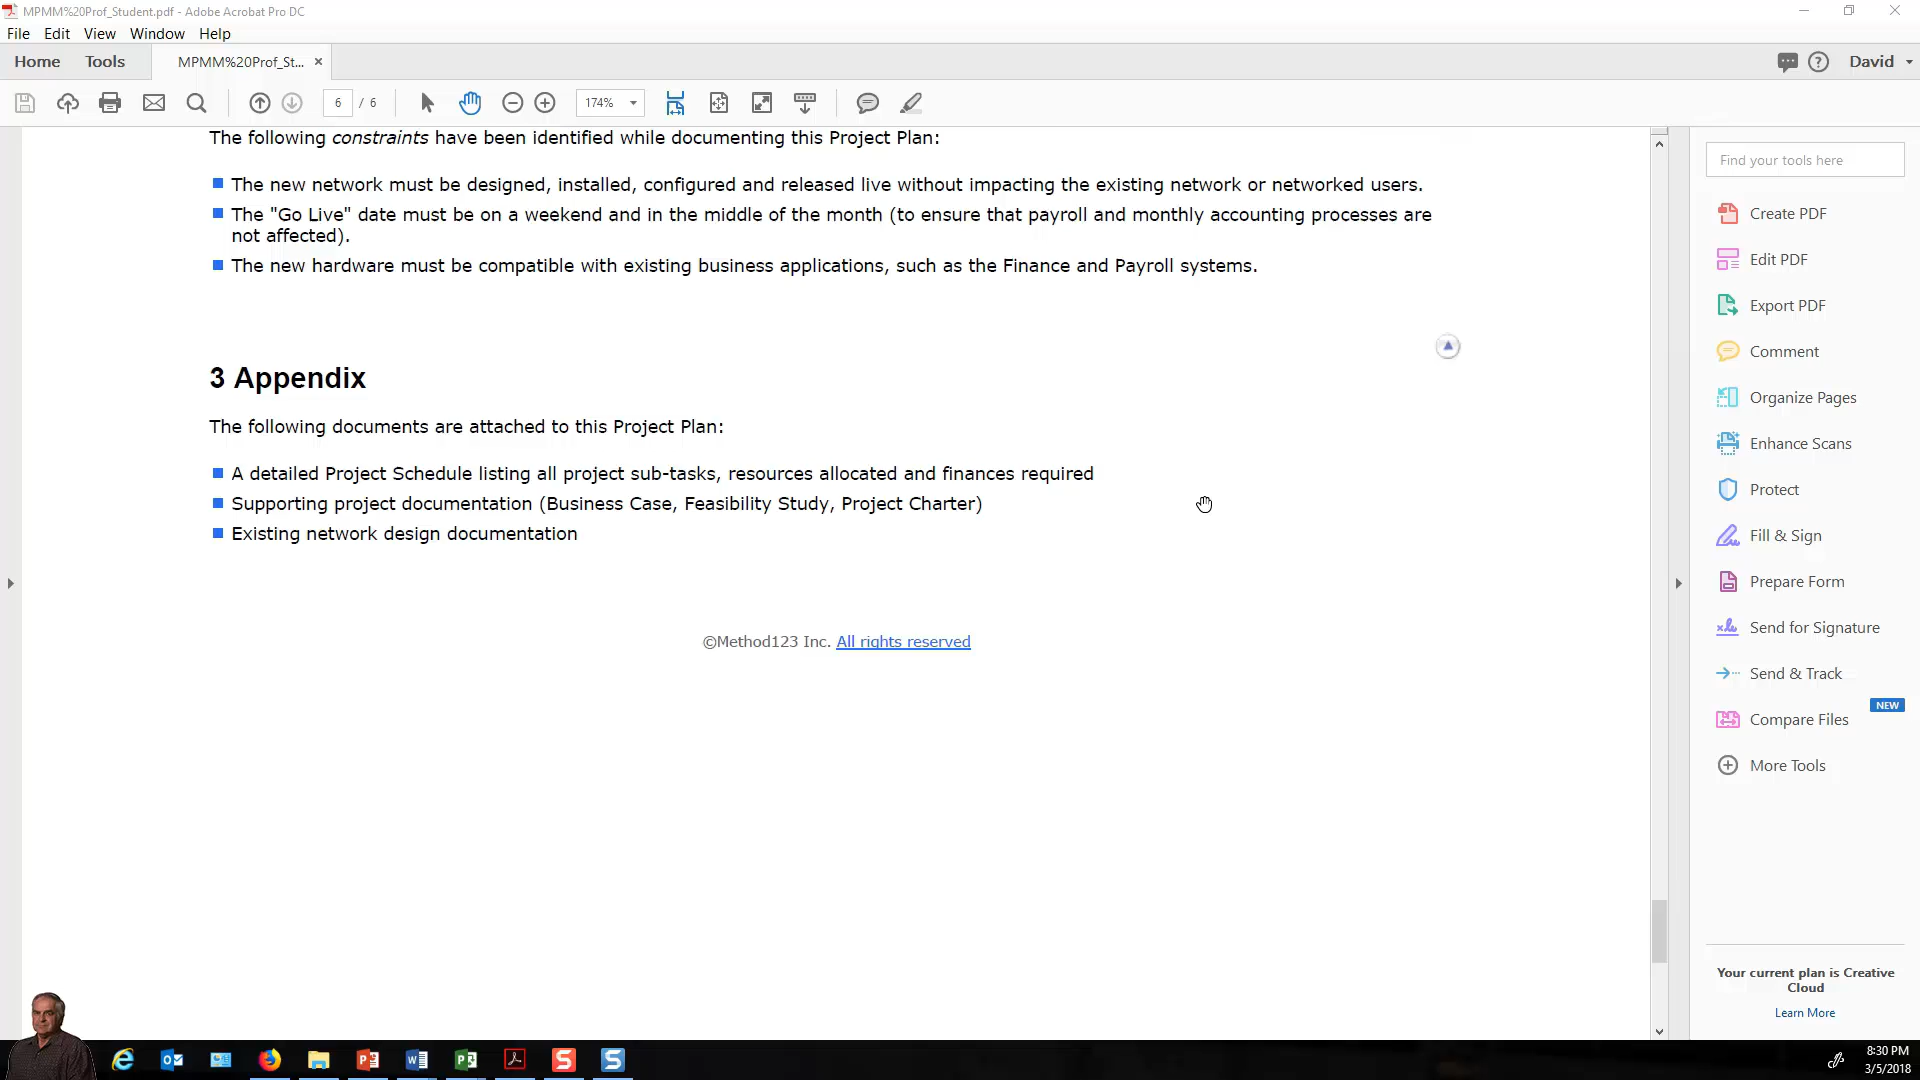 MPMM%20Prof_Student.pdf - Adobe Acrobat Pro DC
File Edit View Window Help
Home Tools MPMM%20Prof_St... × David
6 / 6 174%
The following constraints have been identified while documenting this Project Plan:
The new network must be designed, installed, configured and released live without impacting the existing network or networked users.
The "Go Live" date must be on a weekend and in the middle of the month (to ensure that payroll and monthly accounting processes are
not affected).
The new hardware must be compatible with existing business applications, such as the Finance and Payroll systems.
3 Appendix
The following documents are attached to this Project Plan:
A detailed Project Schedule listing all project sub-tasks, resources allocated and finances required
Supporting project documentation (Business Case, Feasibility Study, Project Charter)
Existing network design documentation
©Method123 Inc. All rights reserved
Find your tools here
Create PDF
Edit PDF
Export PDF
Comment
Organize Pages
Enhance Scans
Protect
Fill & Sign
Prepare Form
Send for Signature
Send & Track
NEW
Compare Files
More Tools
Your current plan is Creative
Cloud
Learn More
8:30 PM
3/5/2018